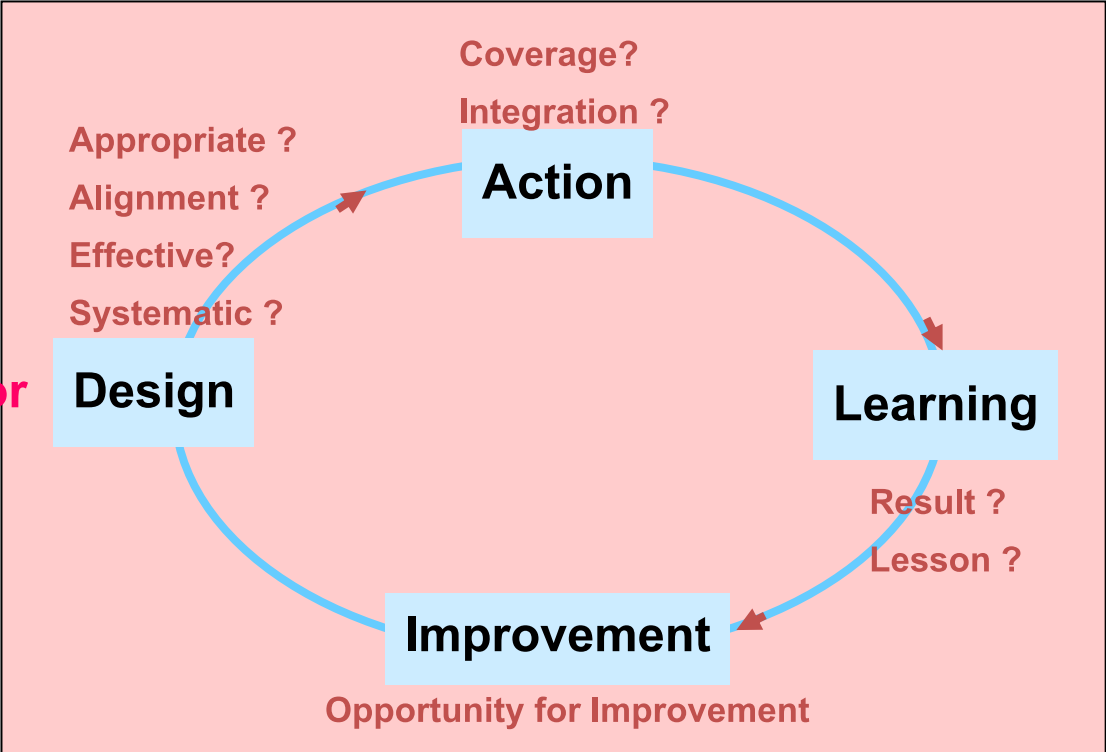 Coverage?
Integration ?
Action
Appropriate ?
Alignment ?
Effective?
Systematic ?
Design
Learning
Result ?
Lesson ?
Improvement
Opportunity for Improvement